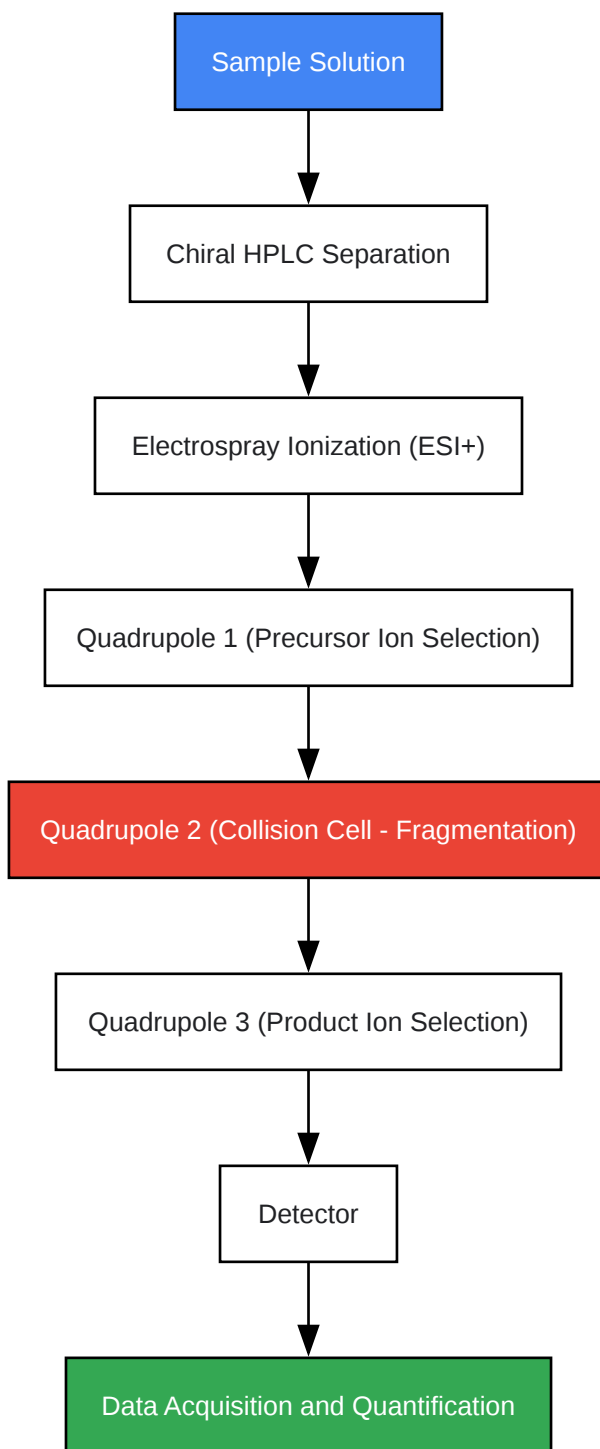 Sample Solution
Chiral HPLC Separation
Electrospray Ionization (ESI+)
Quadrupole 1 (Precursor Ion Selection)
Quadrupole 2 (Collision Cell - Fragmentation)
Quadrupole 3 (Product Ion Selection)
Detector
Data Acquisition and Quantification